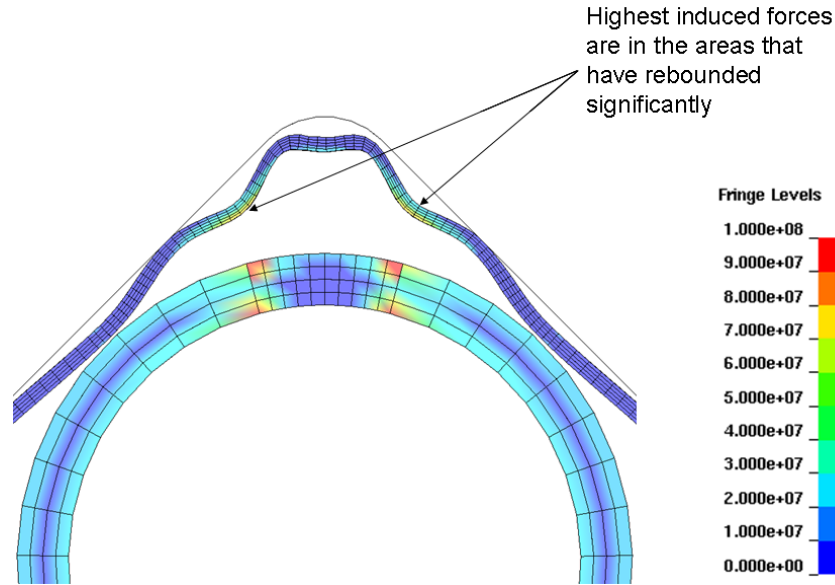 Highest induced forces
are in the areas that
have rebounded
significantly
Fringe Levels
1.000e+08
9.000e+07
8.000e+07
7.000e+07
6.000e+07
5.000e+07
4.000e+07
3.000e+07
2.000e+07
1.000e+07
0.000e+00